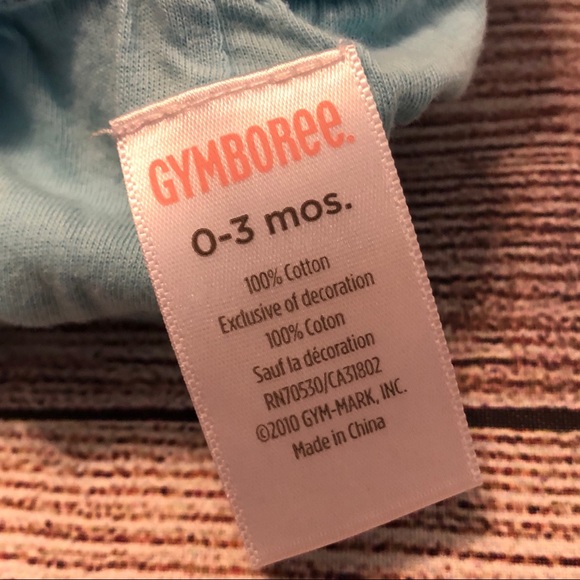 GYMBORee.
0-3 mos.
100% Cotton
Exclusive of decoration
100% Coton
Sauf la décoration
RN70530/CA31802
©2010 GYM-MARK, INC.
Made in China